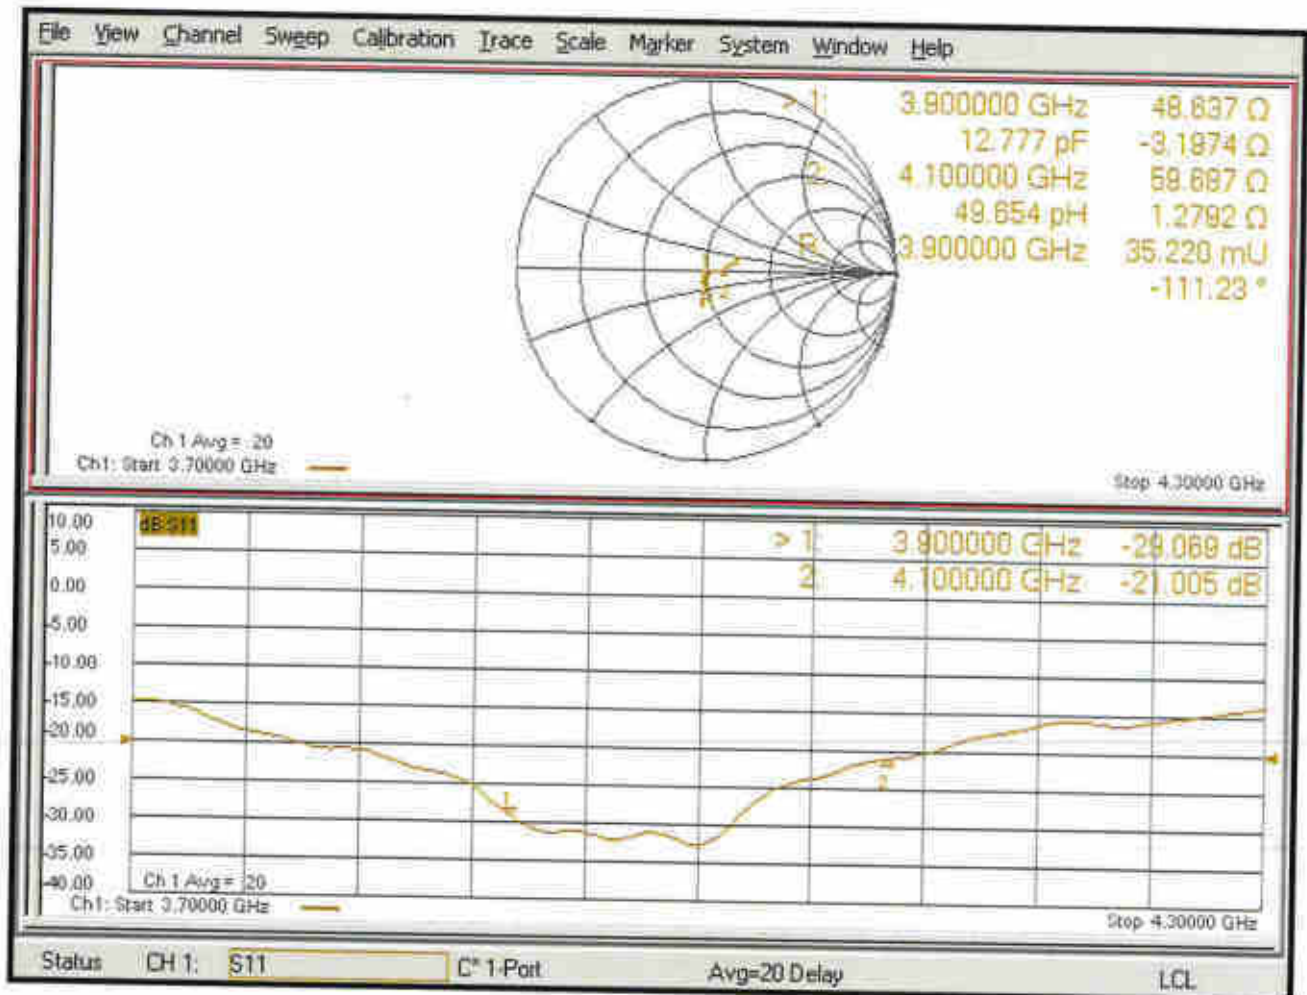 File View Channel Sweep Calibration Trace Scale Marker System Window Help
> 1: 3.900000 GHz 48.637 Ω
12.777 pF -3.1974 Ω
2: 4.100000 GHz 59.697 Ω
49.654 pH 1.2792 Ω
R 3.900000 GHz 35.220 mU
-111.23 °
1
2
Ch 1 Avg = 20
Ch1: Start 3.70000 GHz
Stop 4.30000 GHz
10.00
dB S11
> 1: 3.900000 GHz -29.069 dB
5.00
2: 4.100000 GHz -21.005 dB
0.00
-5.00
-10.00
-15.00
-20.00
-25.00
1
2
-30.00
-35.00
-40.00
Ch 1 Avg = 20
Ch1: Start 3.70000 GHz
Stop 4.30000 GHz
Status CH 1: S11 C* 1-Port Avg=20 Delay LCL